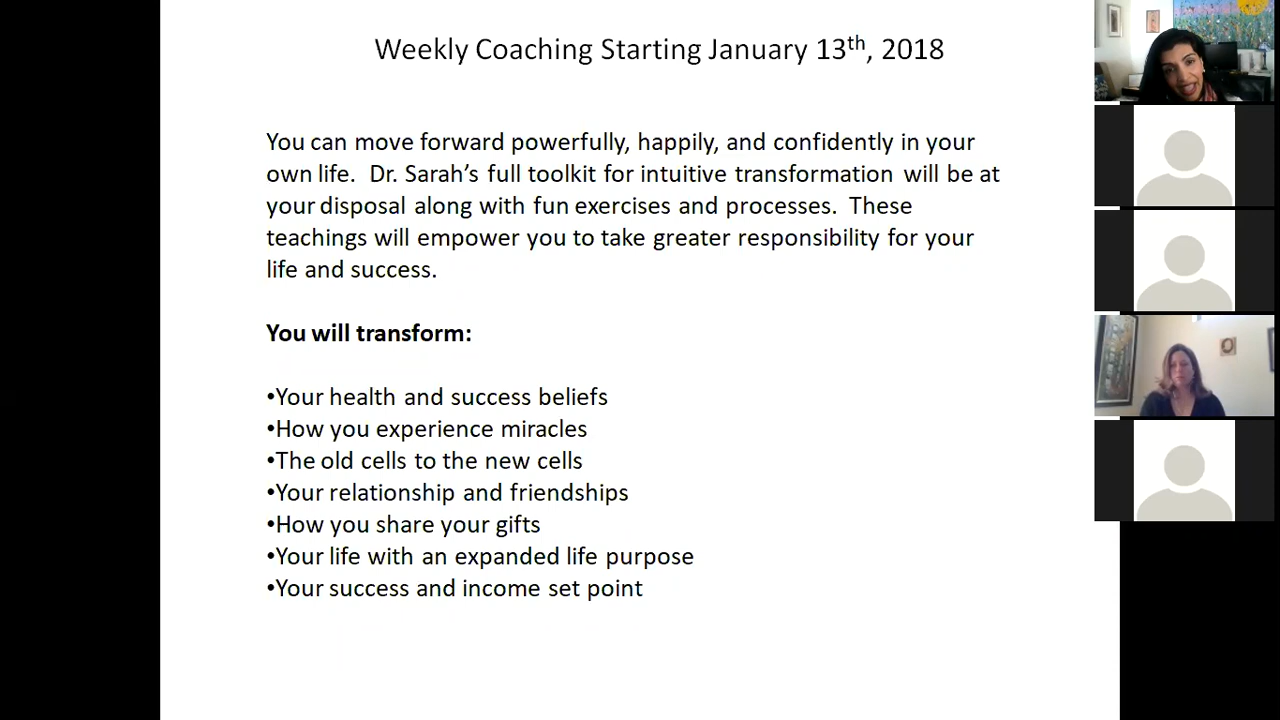 Weekly Coaching Starting January 13th, 2018
You can move forward powerfully, happily, and confidently in your
own life.  Dr. Sarah’s full toolkit for intuitive transformation will be at
your disposal along with fun exercises and processes.  These
teachings will empower you to take greater responsibility for your
life and success.
You will transform:
•Your health and success beliefs
•How you experience miracles
•The old cells to the new cells
•Your relationship and friendships
•How you share your gifts
•Your life with an expanded life purpose
•Your success and income set point